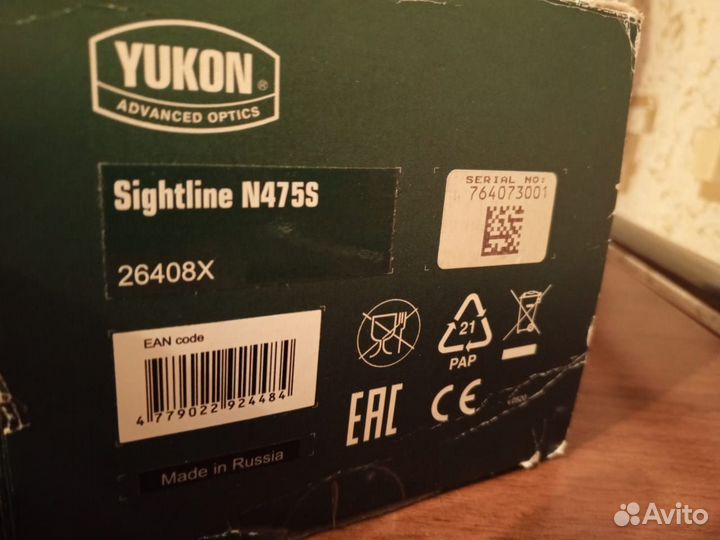 YUKON®
ADVANCED OPTICS
Sightline N475S
26408X
SERIAL NO:
764073001
EAN code
4 779022 924484
Made in Russia
21
PAP
EAC
CE
Avito